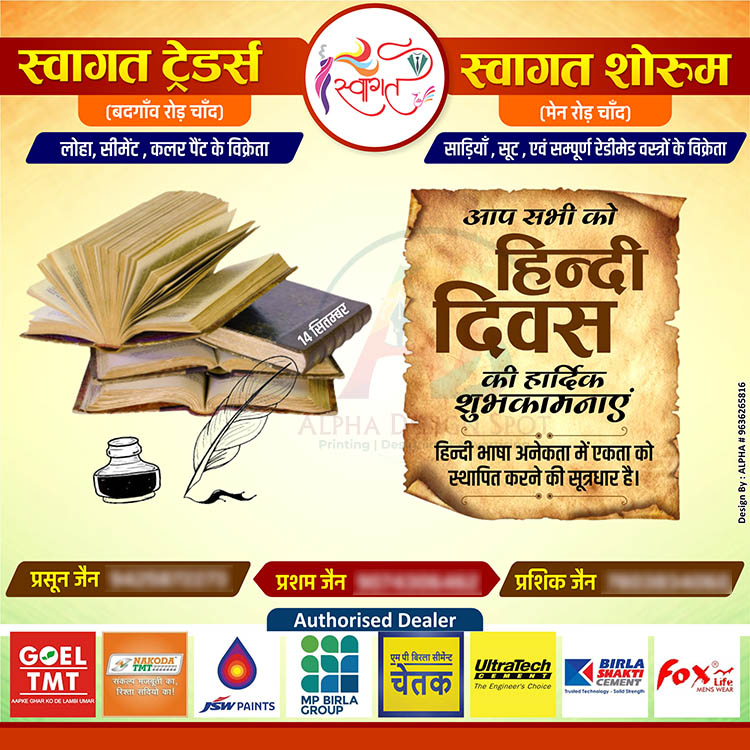 स्वागत ट्रेडर्स
(बदगाँव रोड़ चाँद)
लोहा, सीमेंट , कलर पैंट के विक्रेता
स्वागत
स्वागत शोरुम
(मेन रोड़ चाँद)
साड़ियाँ , सूट , एवं सम्पूर्ण रेडीमेड वस्त्रों के विक्रेता
14 सितम्बर
आप सभी को
हिन्दी
दिवस
की हार्दिक
शुभकामनाएं
हिन्दी भाषा अनेकता में एकता को
स्थापित करने की सूत्रधार है।
ALPHA DESIGN SPOT
Design By : ALPHA # 9636265816
प्रसून जैन
प्रशम जैन
प्रशिक जैन
Authorised Dealer
GOEL
TMT
AAPKE GHAR KO DE LAMBI UMAR
NAKODA
TMT
संकल्प मजबूती का,
रिश्ता सदियों का!
JSW PAINTS
MP BIRLA
GROUP
एम पी बिरला सीमेन्ट
चेतक
UltraTech
CEMENT
The Engineer's Choice
BIRLA
SHAKTI
CEMENT
Trusted Technology - Solid Strength
FOX Life
MENS WEAR